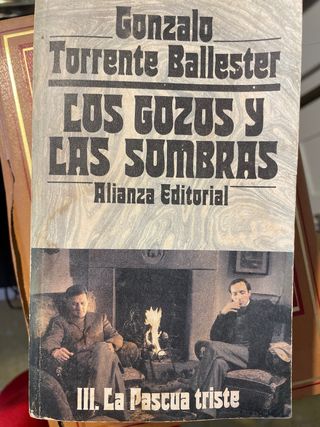 Gonzalo
Torrente Ballester
LOS GOZOS Y
LAS SOMBRAS
Alianza Editorial
III. La Pascua triste